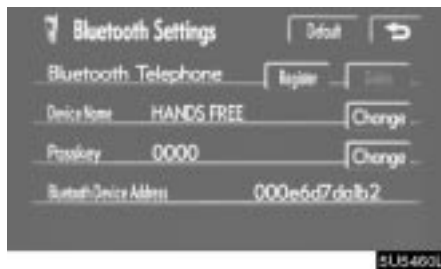 Bluetooth Settings Default
Bluetooth Telephone Register
Device Name HANDS FREE Change
Passkey 0000 Change
Bluetooth Device Address 000e6d7da1b2